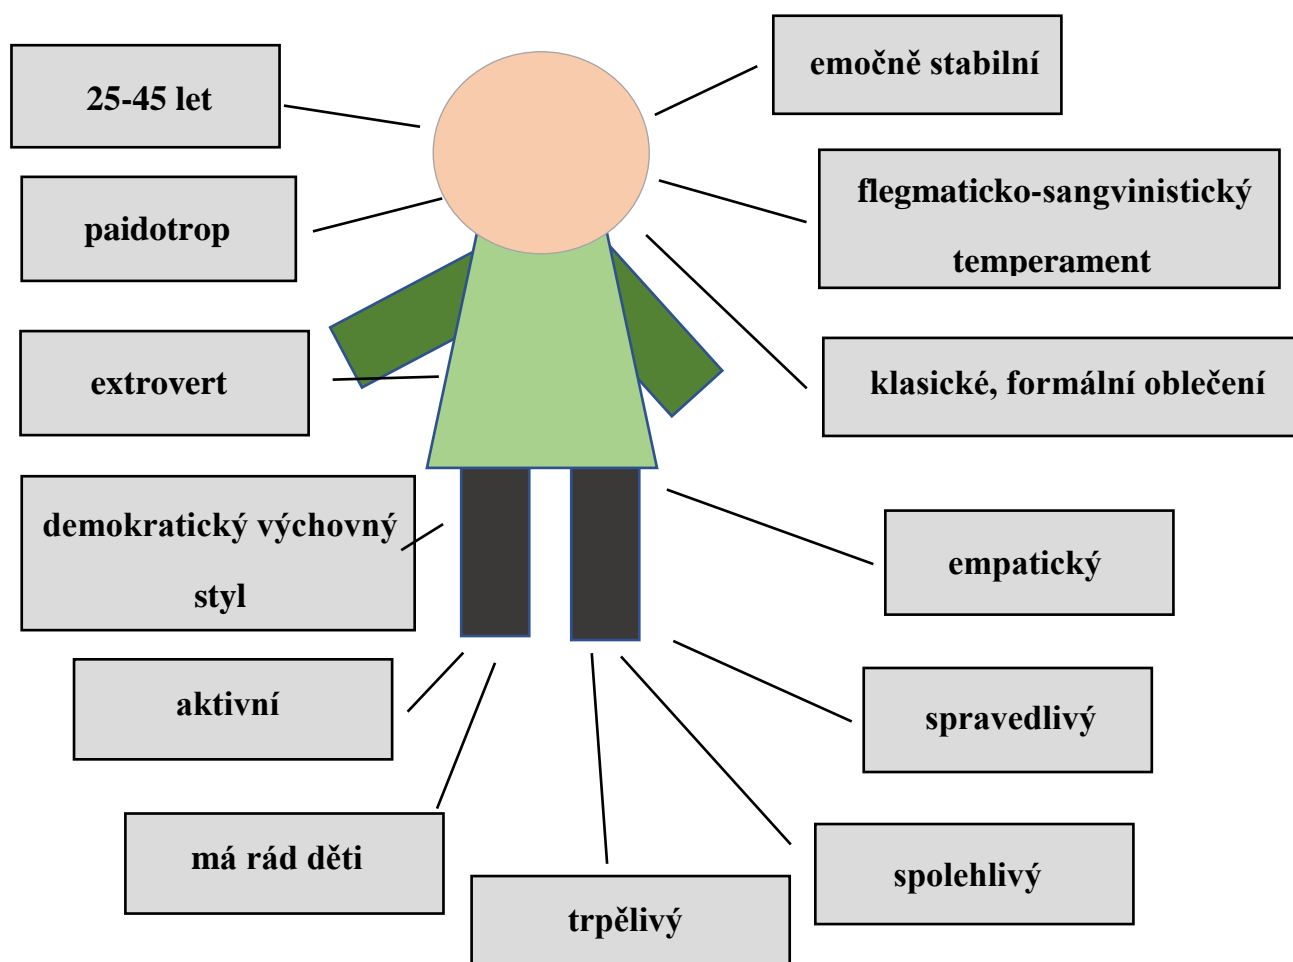 25-45 let
paidotrop
extrovert
demokratický výchovný
styl
aktivní
má rád děti
trpělivý
emočně stabilní
flegmaticko-sangvinistický
temperament
klasické, formální oblečení
empatický
spravedlivý
spolehlivý